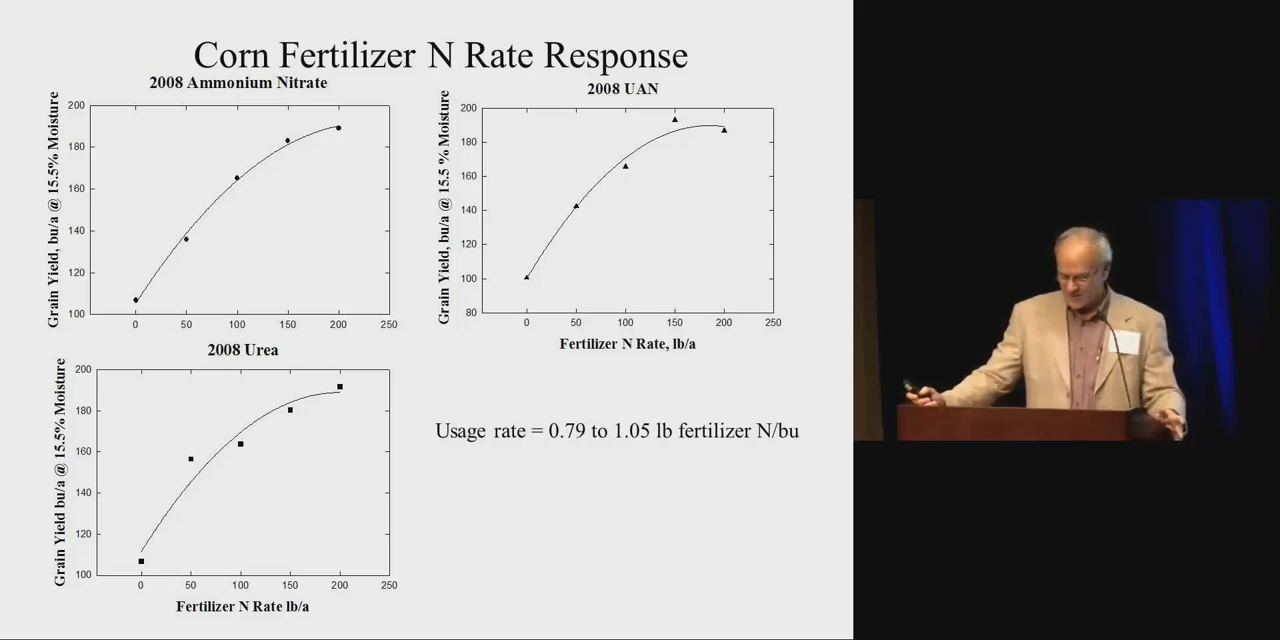 Corn Fertilizer N Rate Response
2008 Ammonium Nitrate
Grain Yield, bu/a @ 15.5% Moisture
200
180
160
140
120
100
0 50 100 150 200 250
2008 UAN
Grain Yield, bu/a @ 15.5 % Moisture
200
180
160
140
120
100
80
0 50 100 150 200 250
Fertilizer N Rate, lb/a
2008 Urea
Grain Yield bu/a @ 15.5% Moisture
200
180
160
140
120
100
0 50 100 150 200 250
Fertilizer N Rate lb/a
Usage rate = 0.79 to 1.05 lb fertilizer N/bu